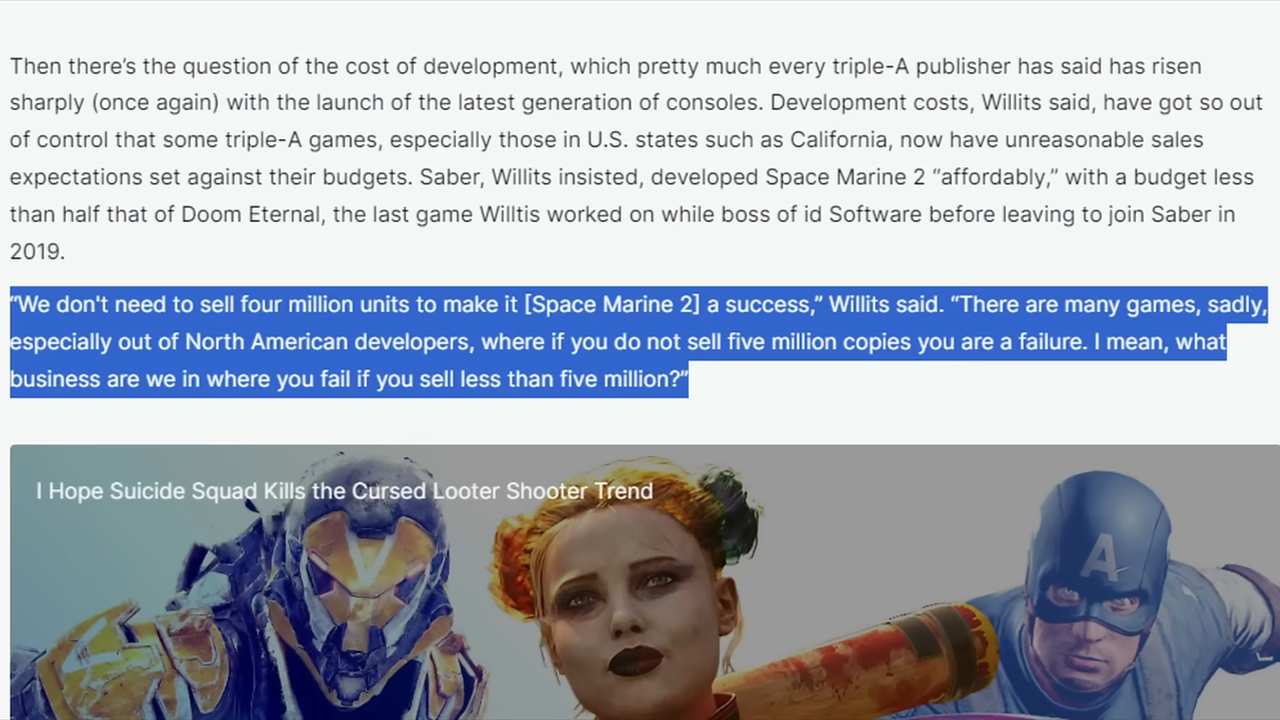 Then there’s the question of the cost of development, which pretty much every triple-A publisher has said has risen
sharply (once again) with the launch of the latest generation of consoles. Development costs, Willits said, have got so out
of control that some triple-A games, especially those in U.S. states such as California, now have unreasonable sales
expectations set against their budgets. Saber, Willits insisted, developed Space Marine 2 “affordably,” with a budget less
than half that of Doom Eternal, the last game Willtis worked on while boss of id Software before leaving to join Saber in
2019.
“We don't need to sell four million units to make it [Space Marine 2] a success,” Willits said. “There are many games, sadly,
especially out of North American developers, where if you do not sell five million copies you are a failure. I mean, what
business are we in where you fail if you sell less than five million?”
I Hope Suicide Squad Kills the Cursed Looter Shooter Trend
A